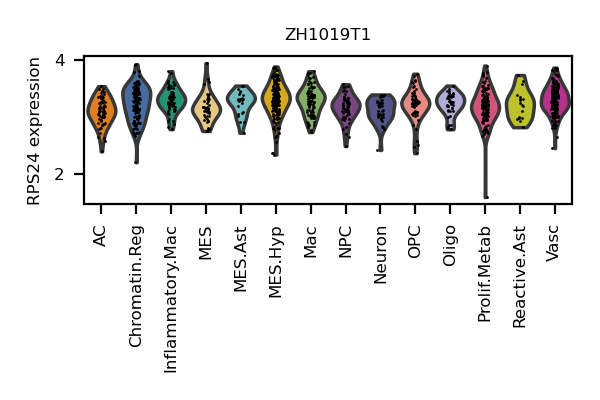 ZH1019T1
RPS24 expression
4
2
AC
Chromatin.Reg
Inflammatory.Mac
MES
MES.Ast
MES.Hyp
Mac
NPC
Neuron
OPC
Oligo
Prolif.Metab
Reactive.Ast
Vasc